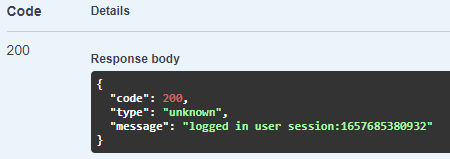 Code Details
200
Response body
{
  "code": 200,
  "type": "unknown",
  "message": "logged in user session:1657685380932"
}